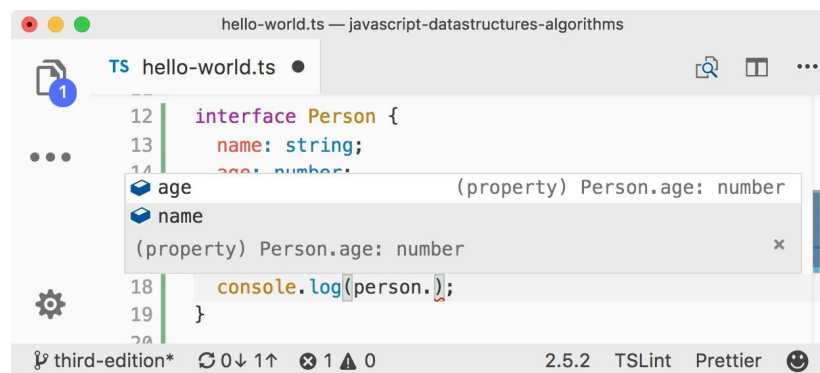 hello-world.ts — javascript-datastructures-algorithms
TS hello-world.ts ●
1
12 interface Person {
13 name: string;
14 age: number;
age (property) Person.age: number
name
(property) Person.age: number ×
18 console.log(person.);
19 }
20
third-edition* 0↓ 1↑ 1 0 2.5.2 TSLint Prettier